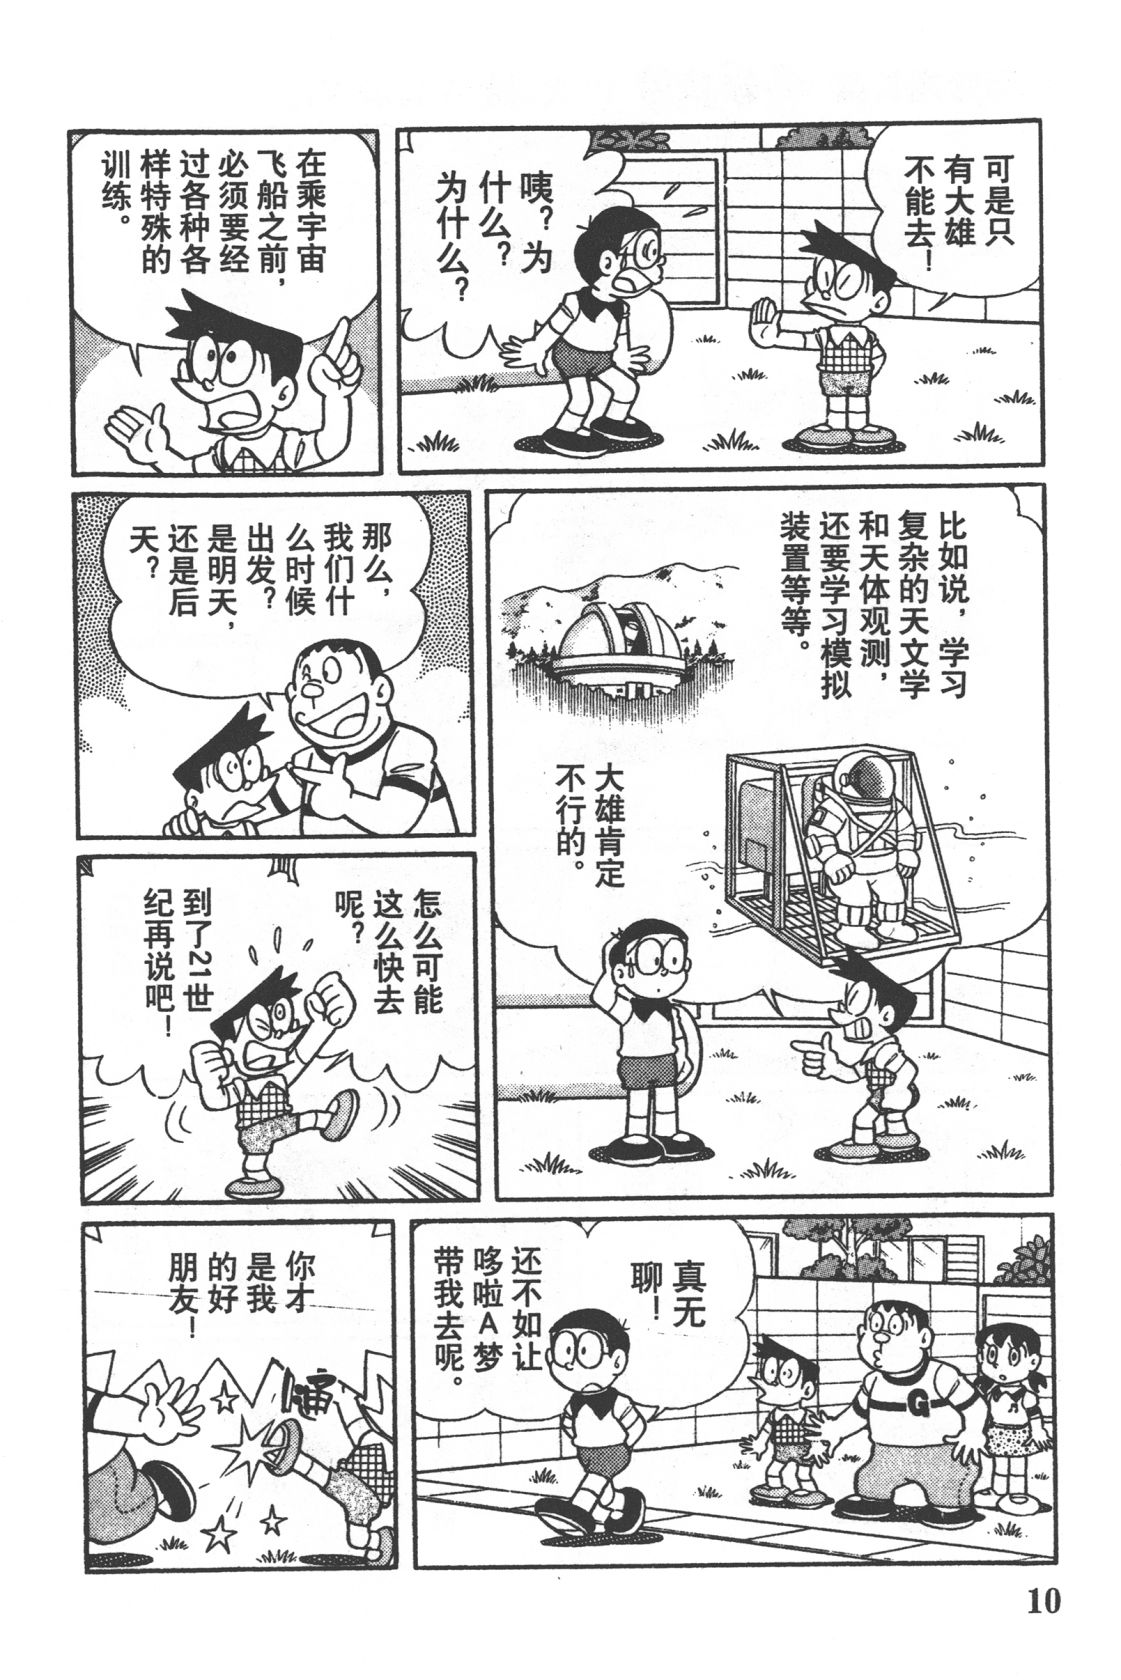 可是只
有大雄
不能去！
咦？为
什么？
为什么？
在乘宇宙
飞船之前，
必须要经
过各种各
样特殊的
训练。
比如说，学习
复杂的天文学
和天体观测，
还要学习模拟
装置等等。
大雄肯定
不行的。
那么，
我们什
么时候
出发？
是明天，
还是后
天？
怎么可能
这么快去
呢？
到了21世
纪再说吧！
真无
聊！
还不如让
哆啦A梦
带我去呢。
G
你才
是我
的好
朋友！
嗵
10